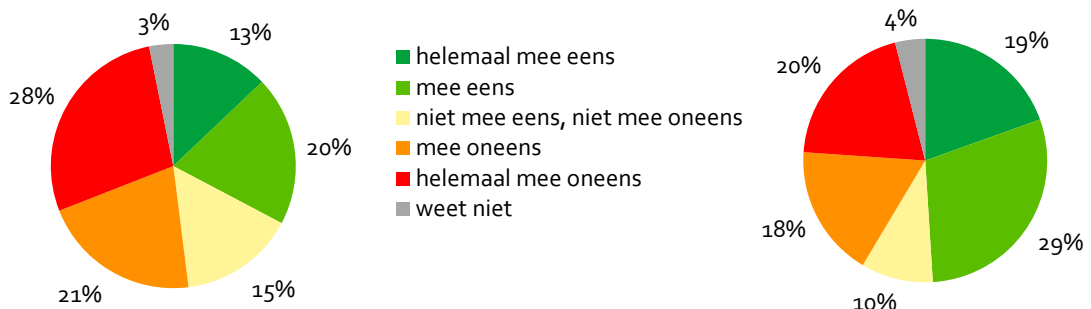 3%
13%
28%
20%
21%
15%
helemaal mee eens
mee eens
niet mee eens, niet mee oneens
mee oneens
helemaal mee oneens
weet niet
4%
19%
20%
18%
29%
10%